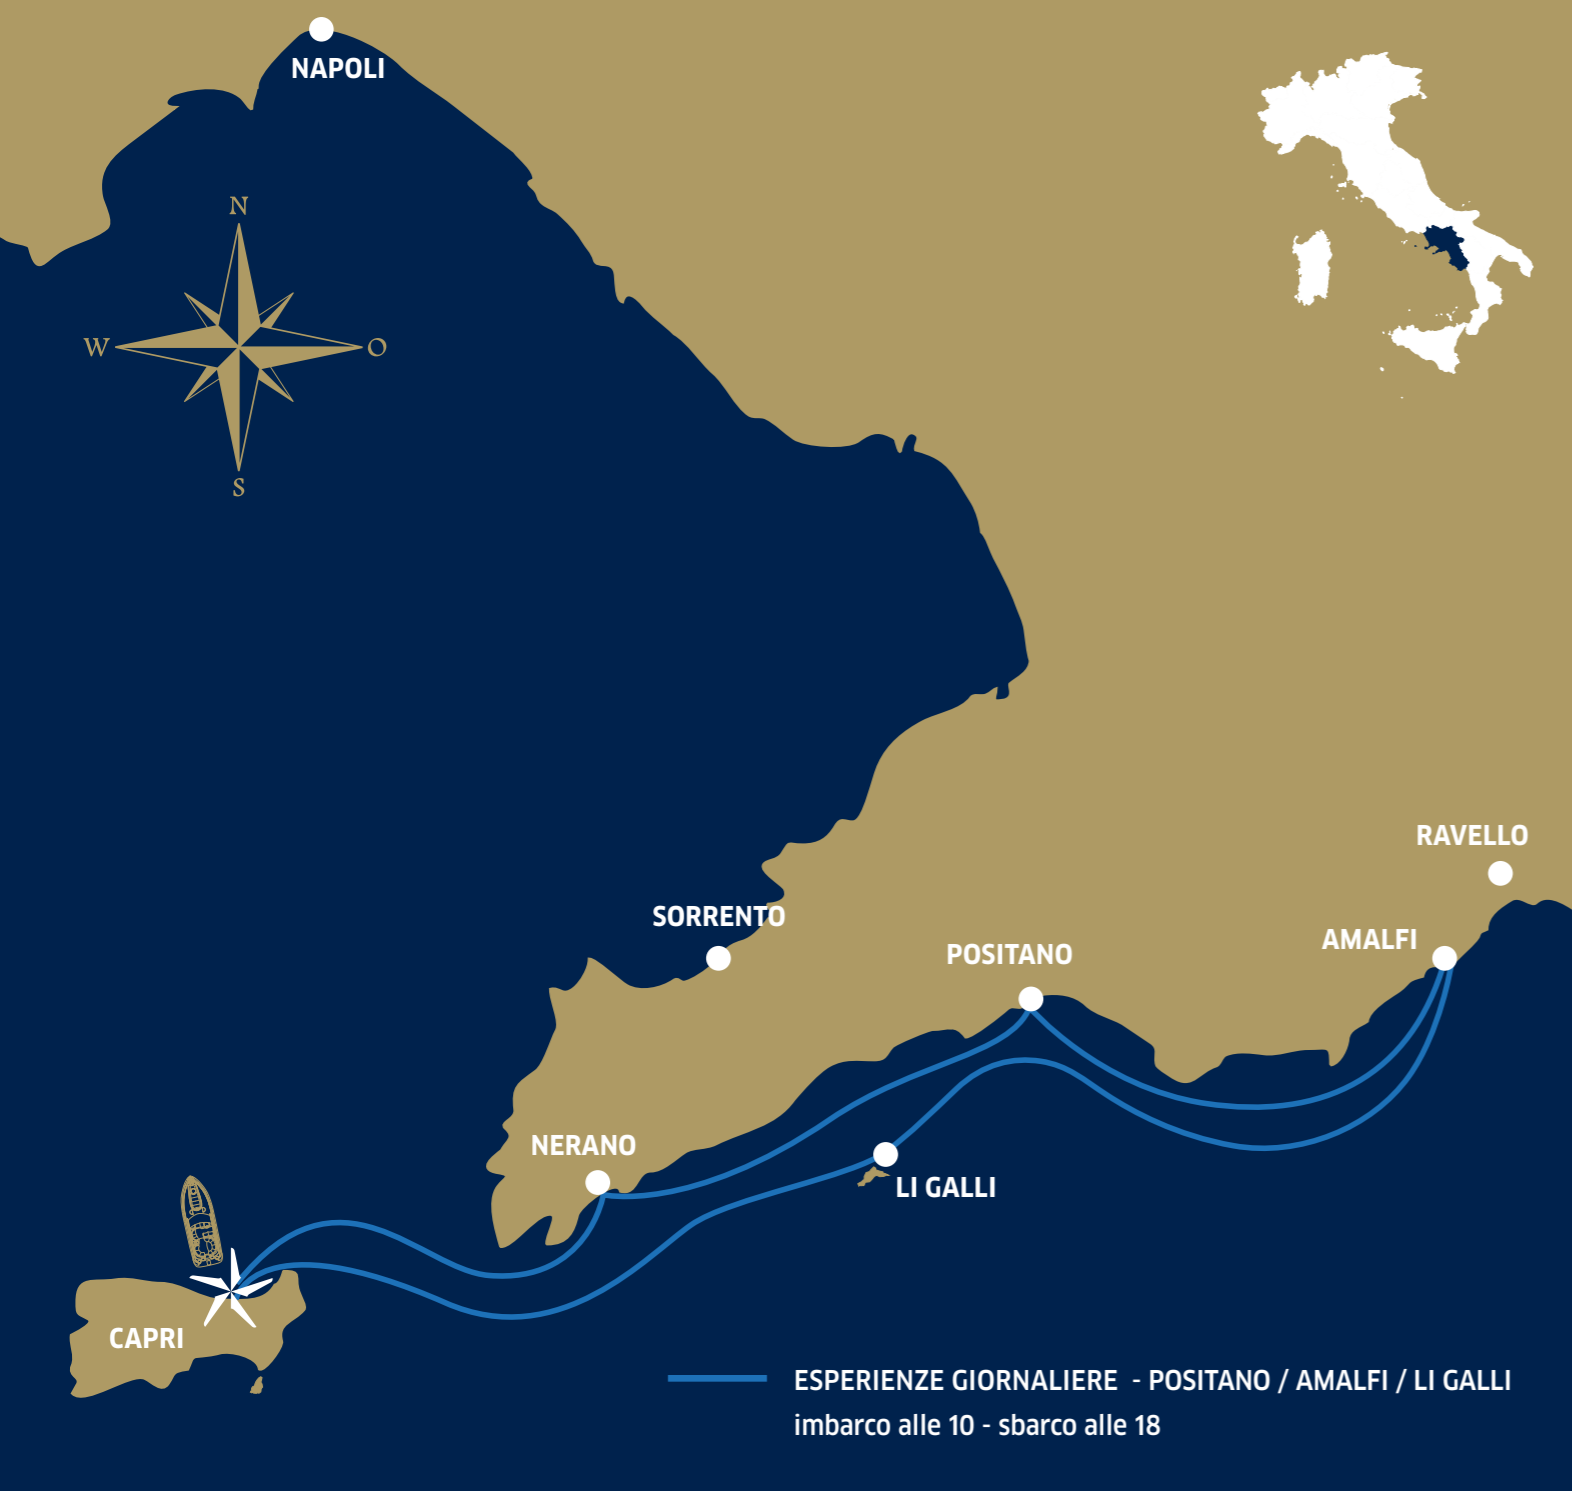 NAPOLI
N
W
O
S
RAVELLO
SORRENTO
AMALFI
POSITANO
NERANO
LI GALLI
CAPRI
ESPERIENZE GIORNALIERE - POSITANO / AMALFI / LI GALLI
imbarco alle 10 - sbarco alle 18